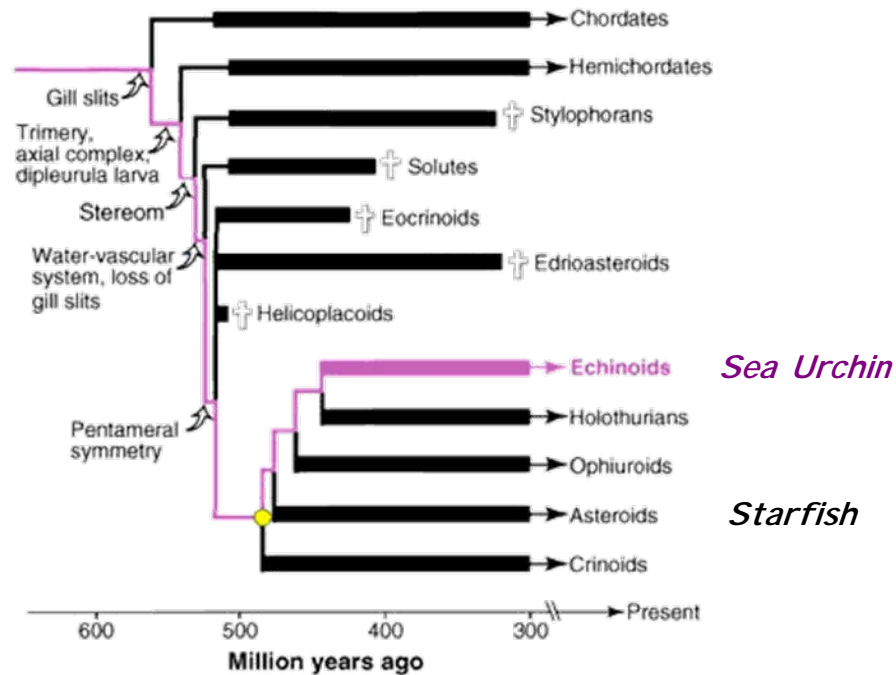 Chordates
Hemichordates
Gill slits
Stylophorans
Trimery,
axial complex,
dipleurula larva
Solutes
Stereom
Eocrinoids
Water-vascular
system, loss of
gill slits
Edrioasteroids
Helicoplacoids
Echinoids
Sea Urchin
Holothurians
Pentameral
symmetry
Ophiuroids
Asteroids
Starfish
Crinoids
Present
600
500
400
300
Million years ago